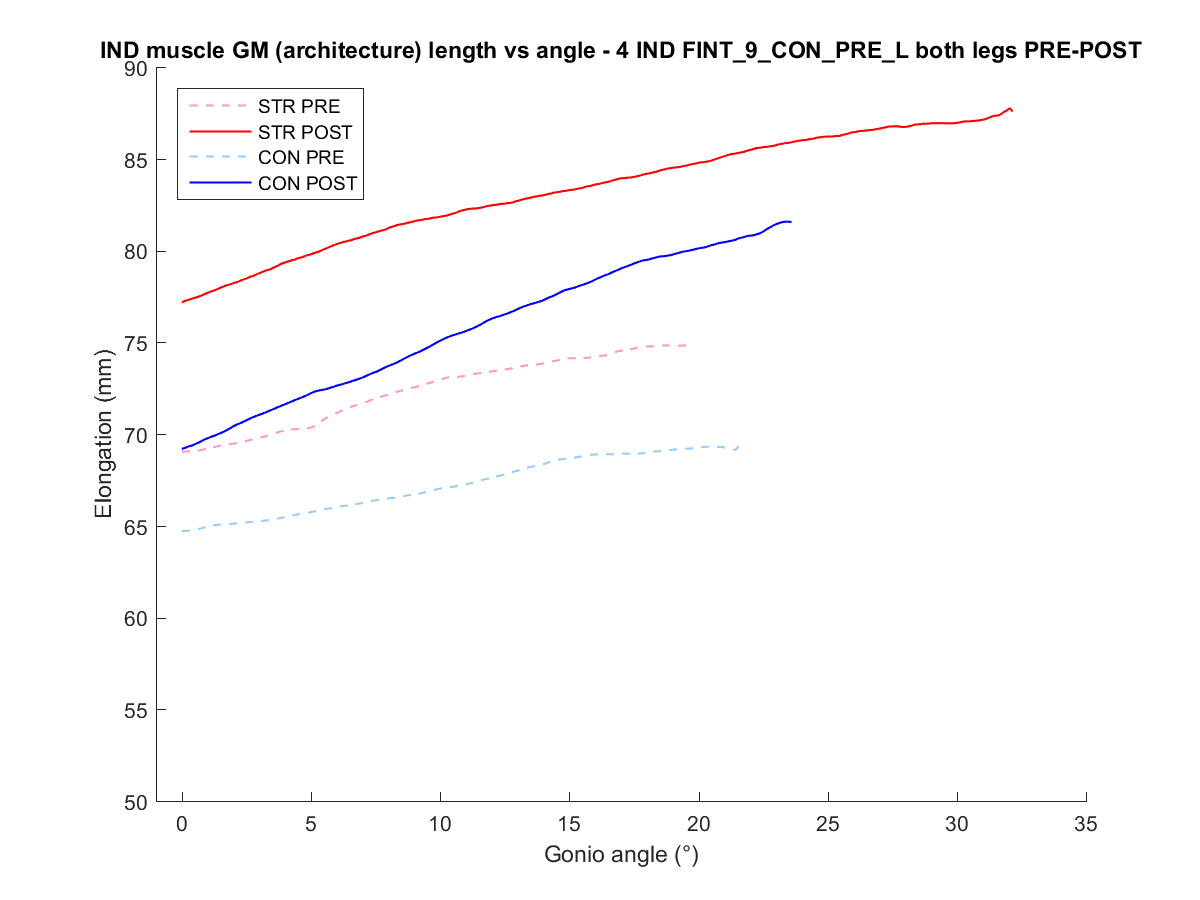 IND muscle GM (architecture) length vs angle - 4 IND FINT_9_CON_PRE_L both legs PRE-POST
90
85
80
75
70
65
60
55
50
Elongation (mm)
STR PRE
STR POST
CON PRE
CON POST
0 5 10 15 20 25 30 35
Gonio angle (°)